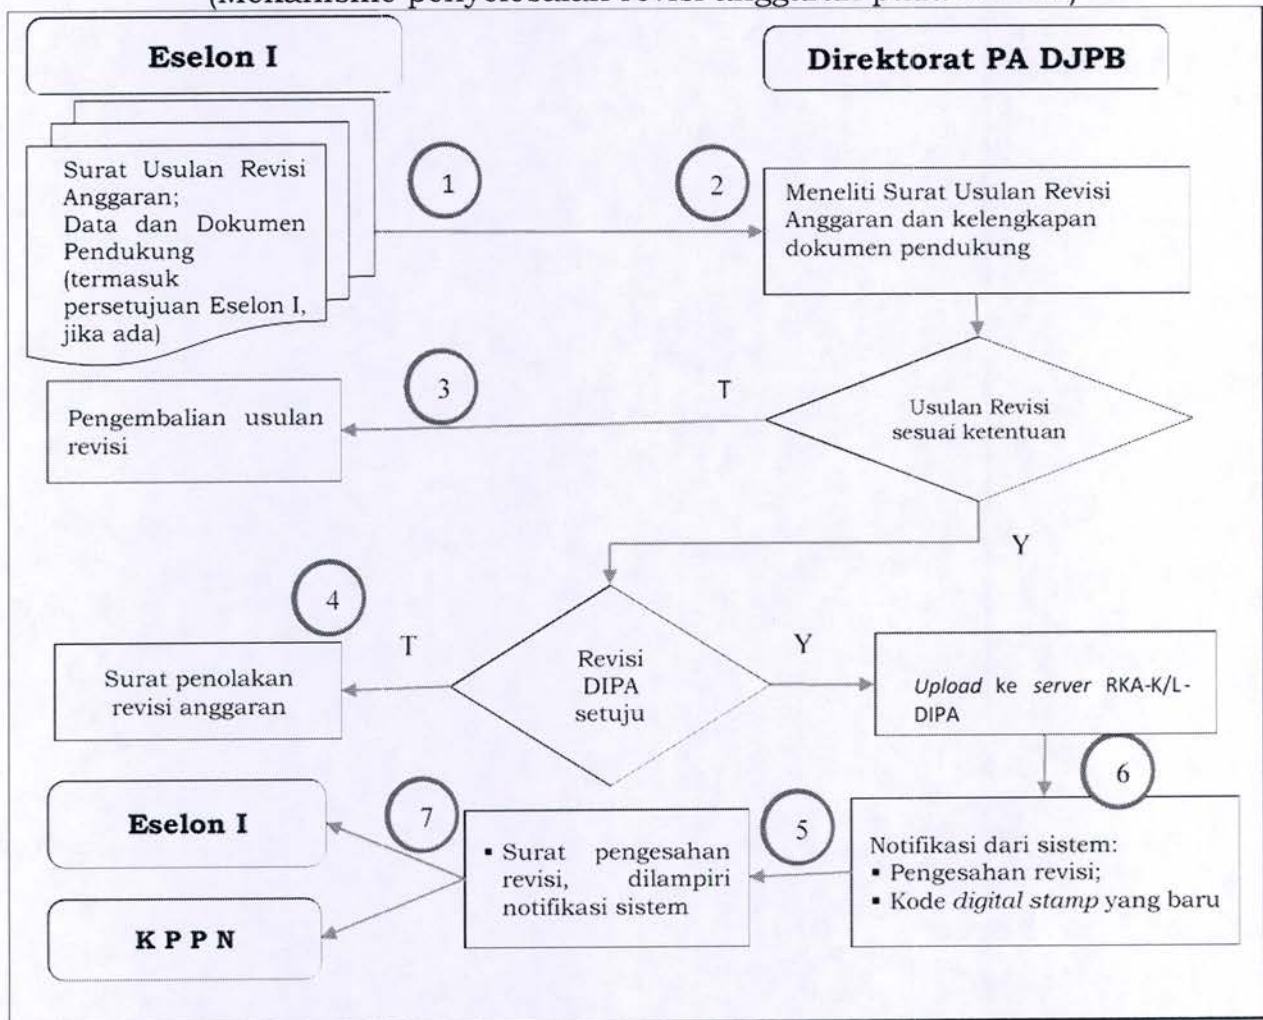 Eselon I
Direktorat PA DJPB
Surat Usulan Revisi
Anggaran;
Data dan Dokumen
Pendukung
(termasuk
persetujuan Eselon I,
jika ada)
1
2
Meneliti Surat Usulan Revisi
Anggaran dan kelengkapan
dokumen pendukung
Pengembalian usulan
revisi
3
T
Usulan Revisi
sesuai ketentuan
Y
4
Surat penolakan
revisi anggaran
T
Revisi
DIPA
setuju
Y
Upload ke server RKA-K/L-
DIPA
6
Eselon I
K P P N
7
▪ Surat pengesahan
revisi, dilampiri
notifikasi sistem
5
Notifikasi dari sistem:
▪ Pengesahan revisi;
▪ Kode digital stamp yang baru